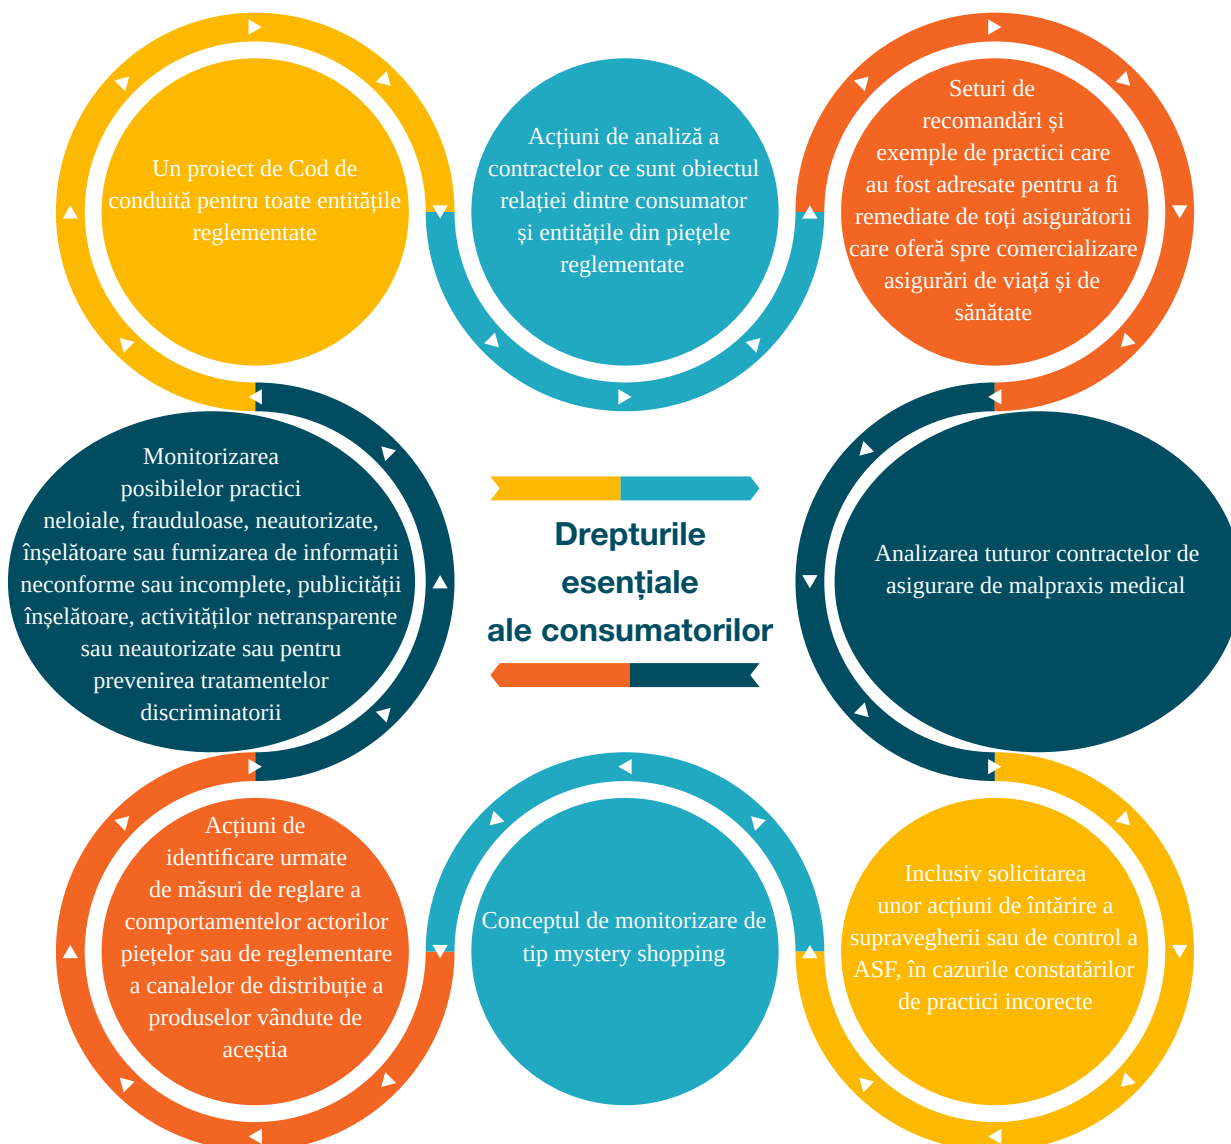 Un proiect de Cod de
conduită pentru toate entitățile
reglementate
Acțiuni de analiză a
contractelor ce sunt obiectul
relației dintre consumator
și entitățile din piețele
reglementate
Seturi de
recomandări și
exemple de practici care
au fost adresate pentru a fi
remediate de toți asigurătorii
care oferă spre comercializare
asigurări de viață și de
sănătate
Monitorizarea
posibilelor practici
neloiale, frauduloase, neautorizate,
înșelătoare sau furnizarea de informații
neconforme sau incomplete, publicității
înșelătoare, activităților netransparente
sau neautorizate sau pentru
prevenirea tratamentelor
discriminatorii
Drepturile
esențiale
ale consumatorilor
Analizarea tuturor contractelor de
asigurare de malpraxis medical
Acțiuni de
identificare urmate
de măsuri de reglare a
comportamentelor actorilor
piețelor sau de reglementare
a canalelor de distribuție a
produselor vândute de
aceștia
Conceptul de monitorizare de
tip mystery shopping
Inclusiv solicitarea
unor acțiuni de întărire a
supravegherii sau de control a
ASF, în cazurile constatărilor
de practici incorecte